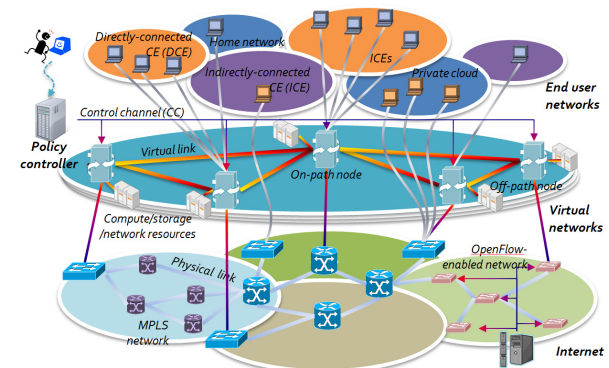 Directly-connected
CE (DCE)
Home network
ICEs
Indirectly-connected
CE (ICE)
Private cloud
End user
networks
Control channel (CC)
Policy
controller
Virtual link
On-path node
Off-path node
Virtual
networks
Compute/storage
/network resources
Physical link
OpenFlow-
enabled network
MPLS
network
Internet